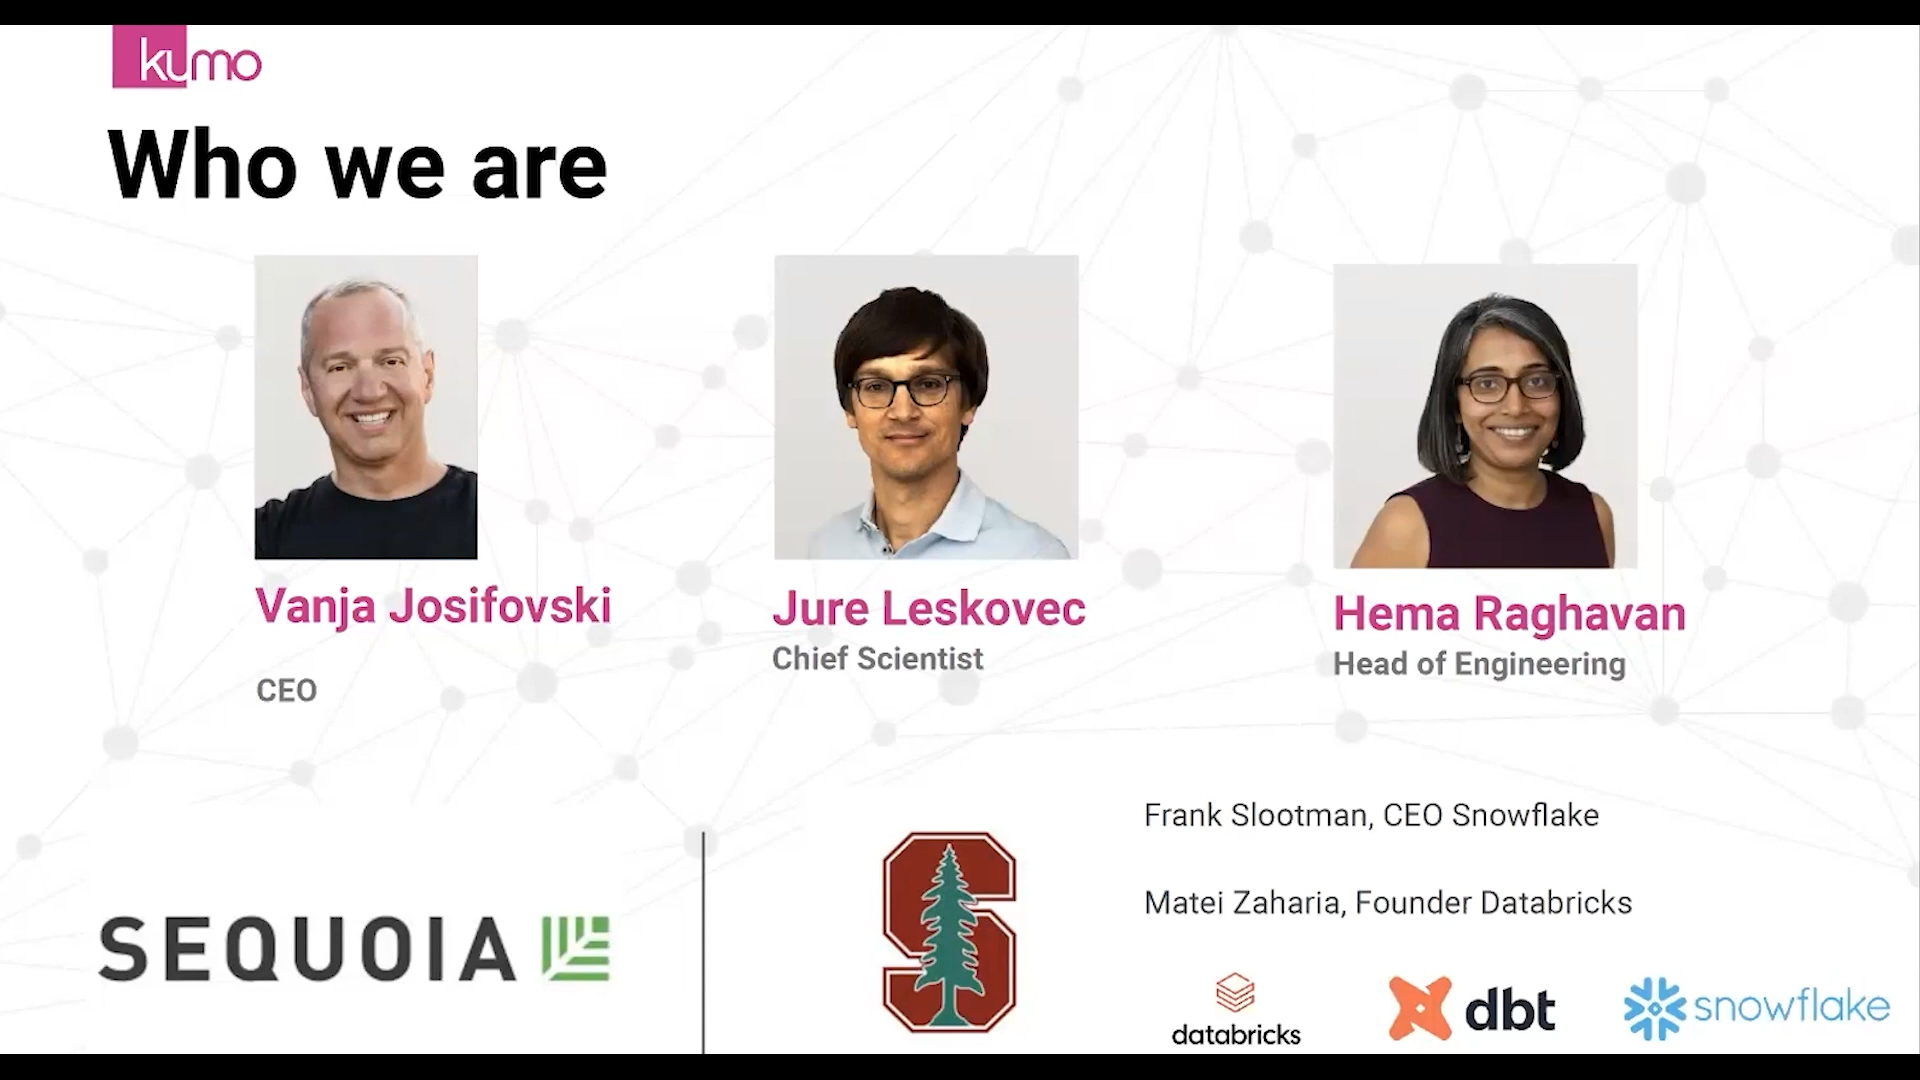 kumo
Who we are
Vanja Josifovski
CEO
Jure Leskovec
Chief Scientist
Hema Raghavan
Head of Engineering
SEQUOIA
S
Frank Slootman, CEO Snowflake
Matei Zaharia, Founder Databricks
databricks
dbt
snowflake